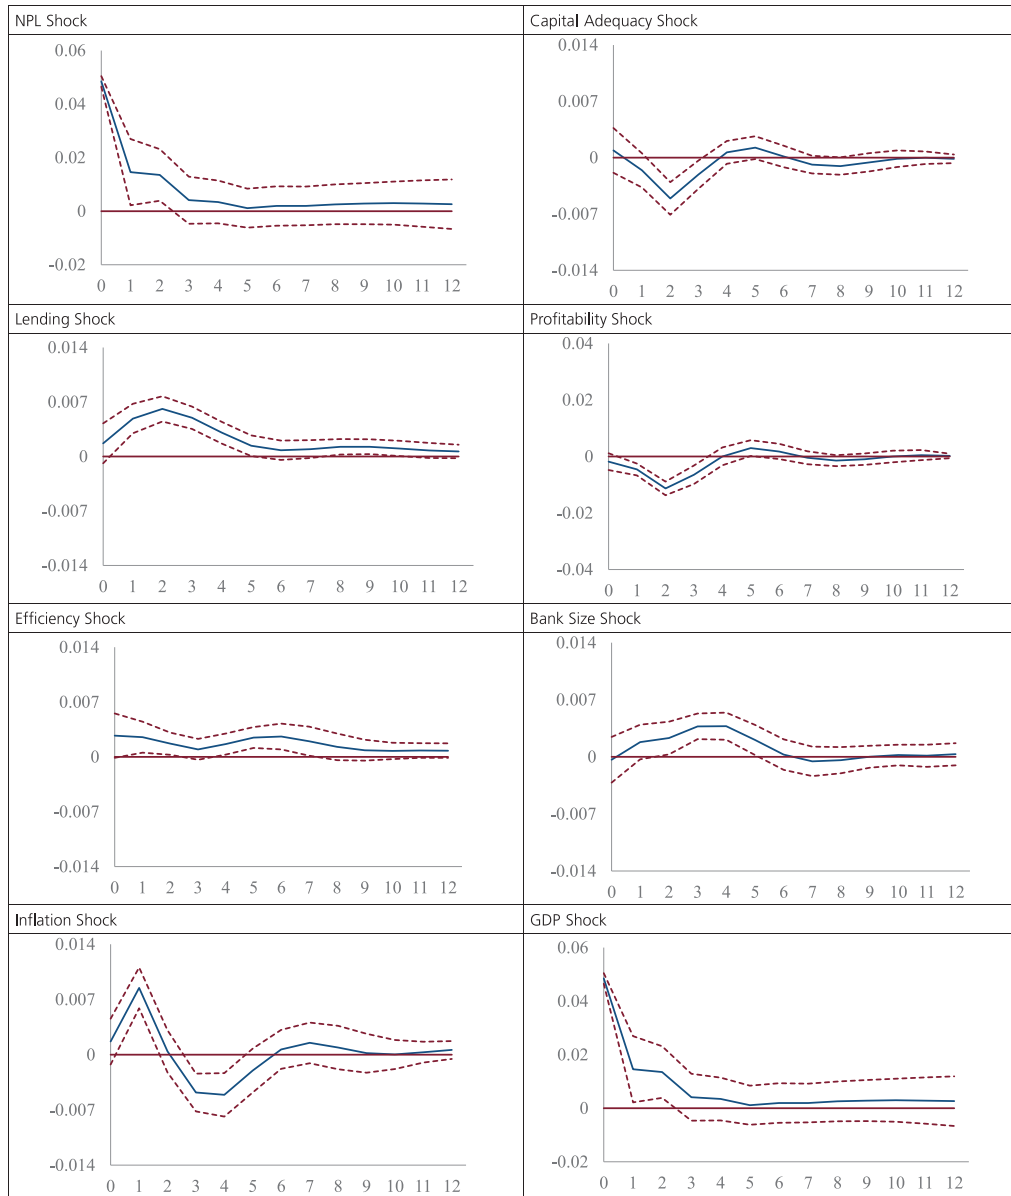 NPL Shock
0.06
0.04
0.02
0
-0.02
0 1 2 3 4 5 6 7 8 9 10 11 12
Capital Adequacy Shock
0.014
0.007
0
-0.007
-0.014
0 1 2 3 4 5 6 7 8 9 10 11 12
Lending Shock
0.014
0.007
0
-0.007
-0.014
0 1 2 3 4 5 6 7 8 9 10 11 12
Profitability Shock
0.04
0.02
0
-0.02
-0.04
0 1 2 3 4 5 6 7 8 9 10 11 12
Efficiency Shock
0.014
0.007
0
-0.007
-0.014
0 1 2 3 4 5 6 7 8 9 10 11 12
Bank Size Shock
0.014
0.007
0
-0.007
-0.014
0 1 2 3 4 5 6 7 8 9 10 11 12
Inflation Shock
0.014
0.007
0
-0.007
-0.014
0 1 2 3 4 5 6 7 8 9 10 11 12
GDP Shock
0.06
0.04
0.02
0
-0.02
0 1 2 3 4 5 6 7 8 9 10 11 12